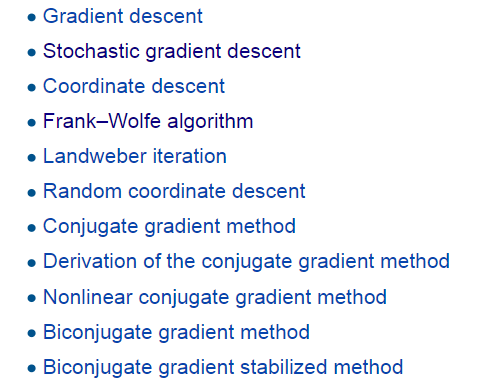 • Gradient descent
• Stochastic gradient descent
• Coordinate descent
• Frank–Wolfe algorithm
• Landweber iteration
• Random coordinate descent
• Conjugate gradient method
• Derivation of the conjugate gradient method
• Nonlinear conjugate gradient method
• Biconjugate gradient method
• Biconjugate gradient stabilized method